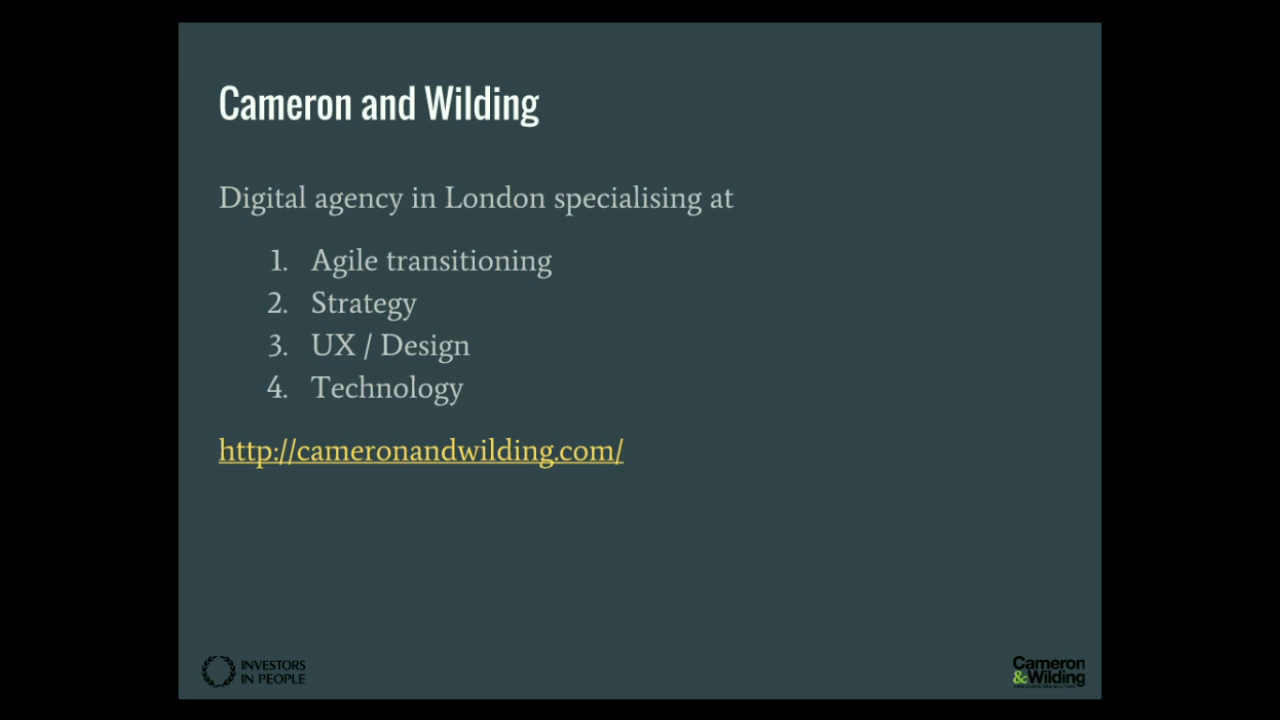 Cameron and Wilding
Digital agency in London specialising at
1. Agile transitioning
2. Strategy
3. UX / Design
4. Technology
http://cameronandwilding.com/
INVESTORS
IN PEOPLE
Cameron
&Wilding